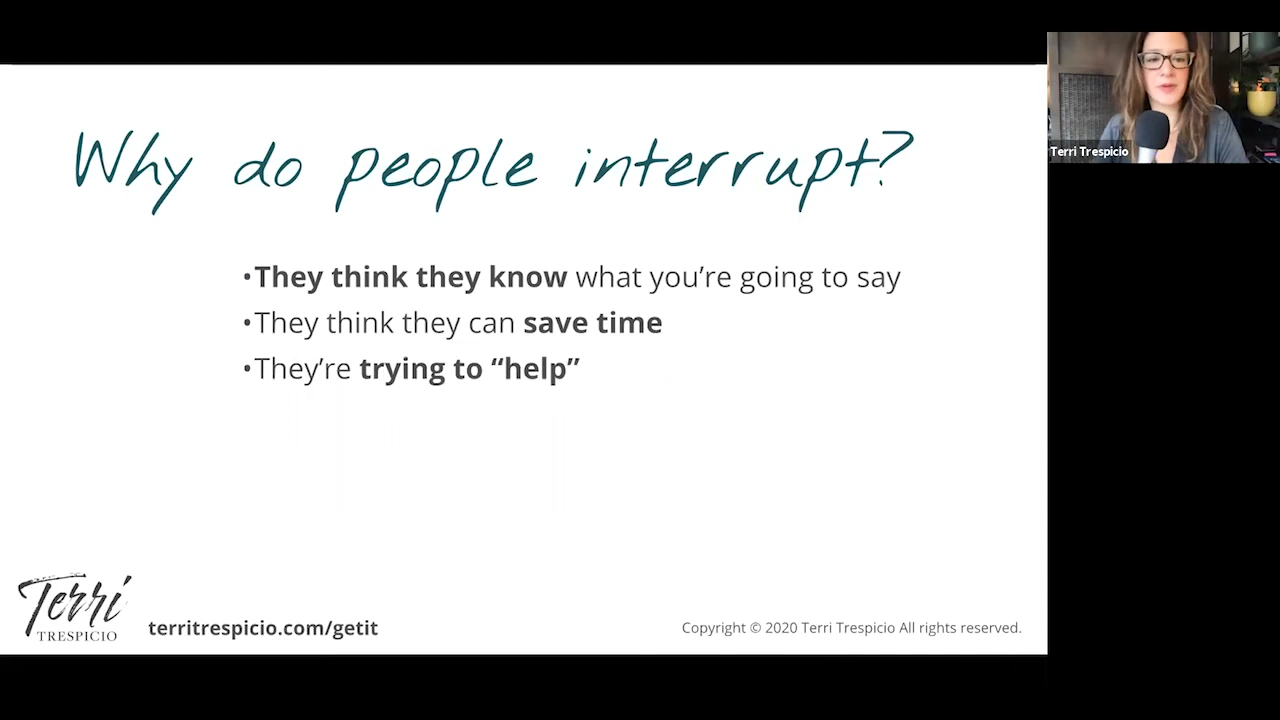 Why do people interrupt?
•They think they know what you're going to say
•They think they can save time
•They're trying to “help”
Terri
TRESPICIO
territrespicio.com/getit
Copyright © 2020 Terri Trespicio All rights reserved.
Terri Trespicio